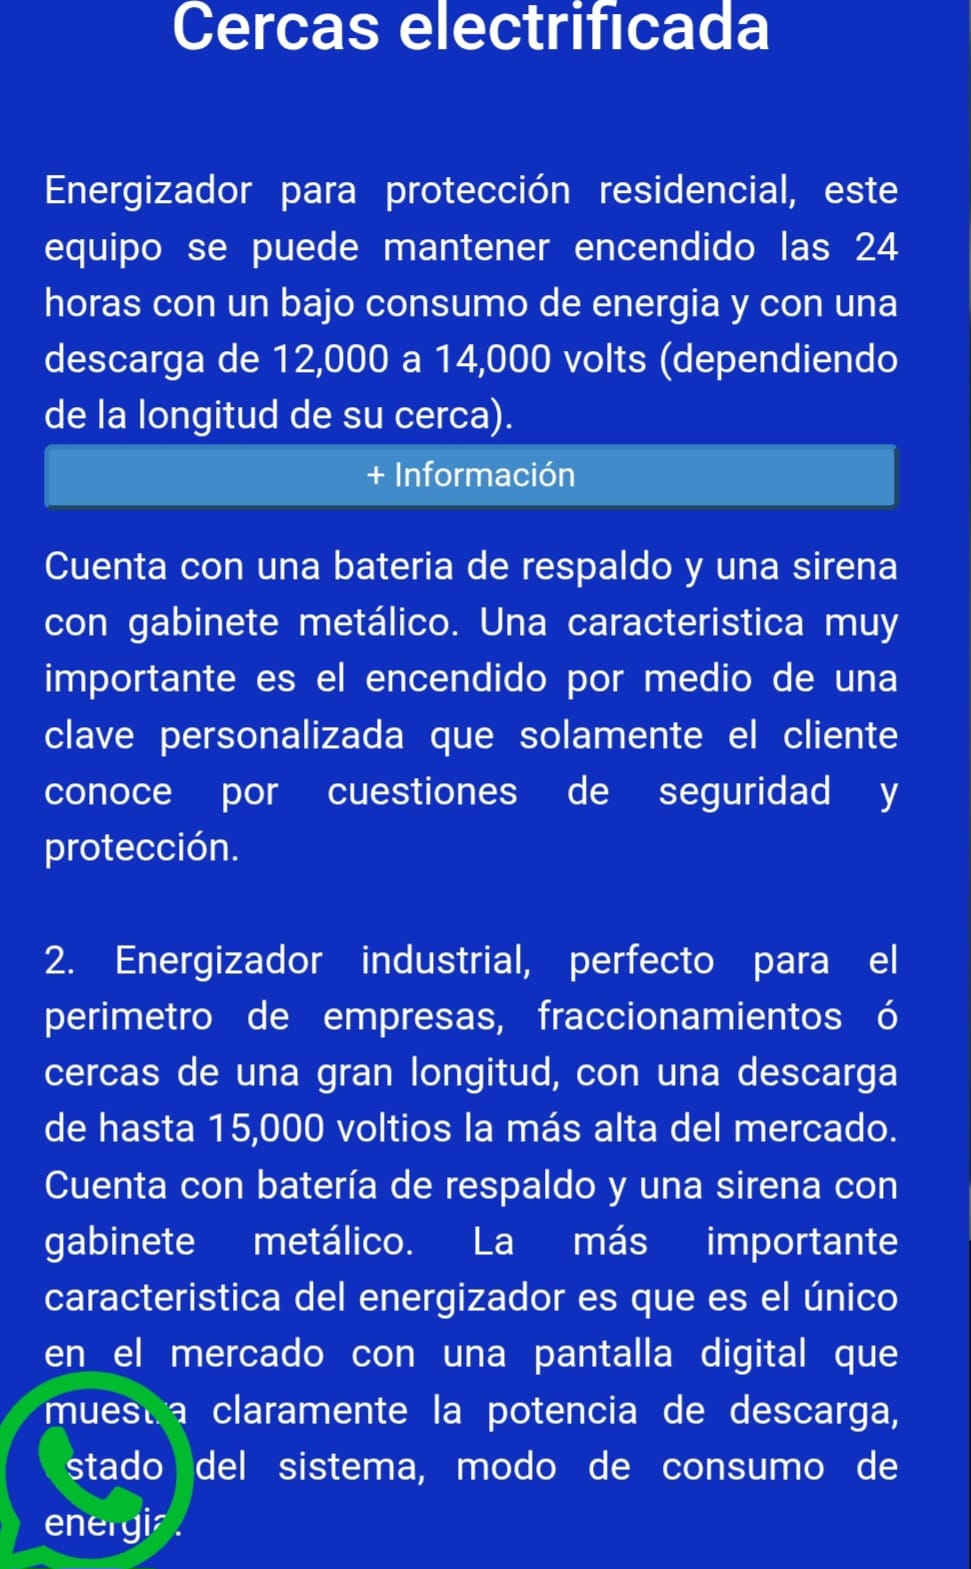 Cercas electrificada
Energizador para protección residencial, este
equipo se puede mantener encendido las 24
horas con un bajo consumo de energia y con una
descarga de 12,000 a 14,000 volts (dependiendo
de la longitud de su cerca).
+ Información
Cuenta con una bateria de respaldo y una sirena
con gabinete metálico. Una caracteristica muy
importante es el encendido por medio de una
clave personalizada que solamente el cliente
conoce por cuestiones de seguridad y
protección.
2. Energizador industrial, perfecto para el
perimetro de empresas, fraccionamientos ó
cercas de una gran longitud, con una descarga
de hasta 15,000 voltios la más alta del mercado.
Cuenta con batería de respaldo y una sirena con
gabinete metálico. La más importante
caracteristica del energizador es que es el único
en el mercado con una pantalla digital que
muestra claramente la potencia de descarga,
estado del sistema, modo de consumo de
energia.